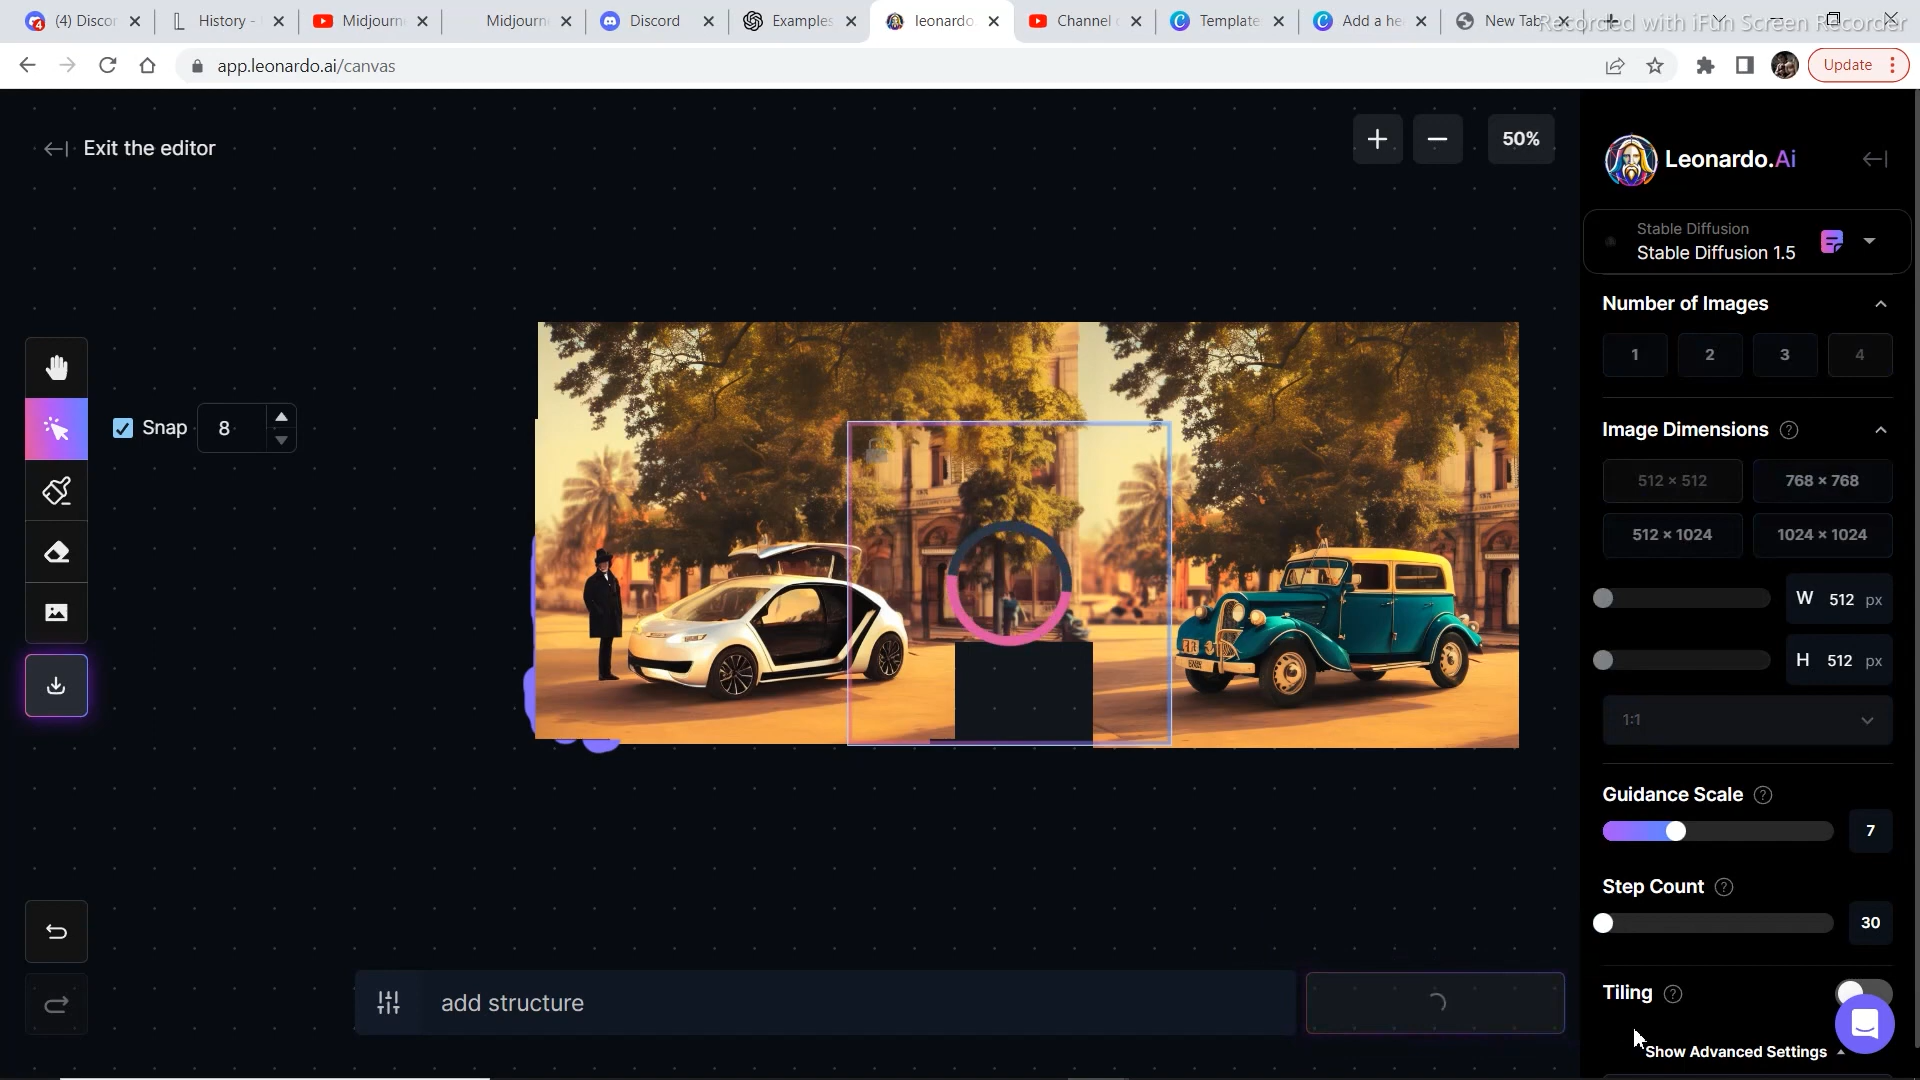 (4) Discor
History -
Midjourn
Midjourn
Discord
Examples
leonardo
Channel
Template
Add a he
New Tab
Recorded with iFun Screen Recorder
app.leonardo.ai/canvas
Update
Exit the editor
50%
Leonardo.Ai
Stable Diffusion
Stable Diffusion 1.5
Number of Images
1 2 3 4
Image Dimensions ?
512 × 512 768 × 768
512 × 1024 1024 × 1024
W 512 px
H 512 px
1:1
Guidance Scale ?
7
Step Count ?
30
Tiling ?
Show Advanced Settings
Snap 8
add structure